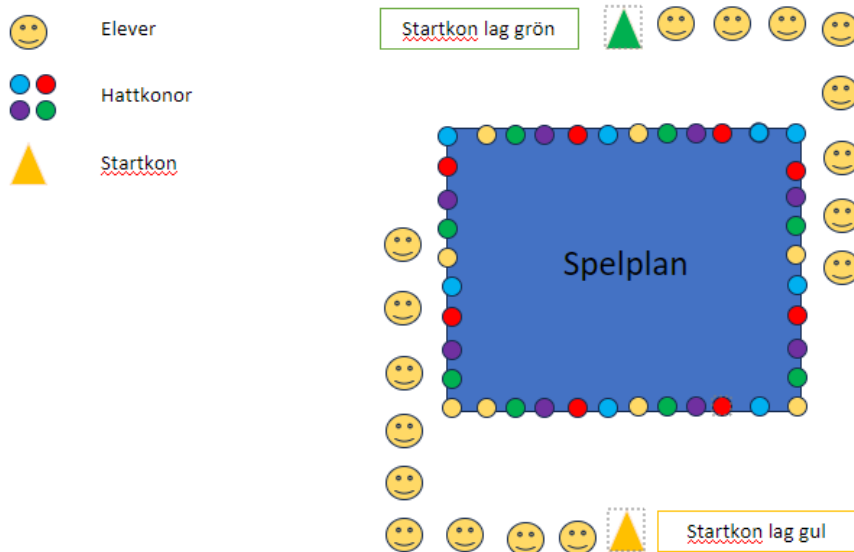 Elever
Startkon lag grön
Hattkonor
Startkon
Spelplan
Startkon lag gul